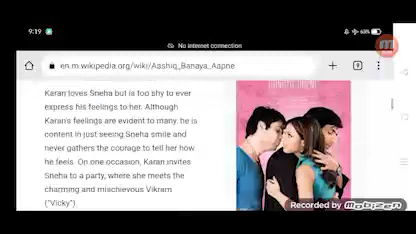 9:19
68%
No internet connection
en.m.wikipedia.org/wiki/Aashiq_Banaya_Aapne
9
Karan loves Sneha but is too shy to ever
express his feelings to her. Although
Karan's feelings are evident to many, he is
content in just seeing Sneha smile and
never gathers the courage to tell her how
he feels. On one occasion, Karan invites
Sneha to a party, where she meets the
charming and mischievous Vikram
("Vicky")
Recorded by Mobizen